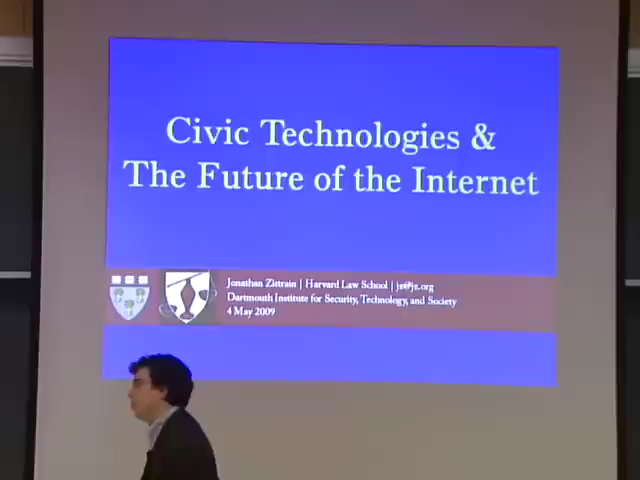 Civic Technologies &
The Future of the Internet
Jonathan Zittrain | Harvard Law School | jz@jz.org
Dartmouth Institute for Security, Technology, and Society
4 May 2009